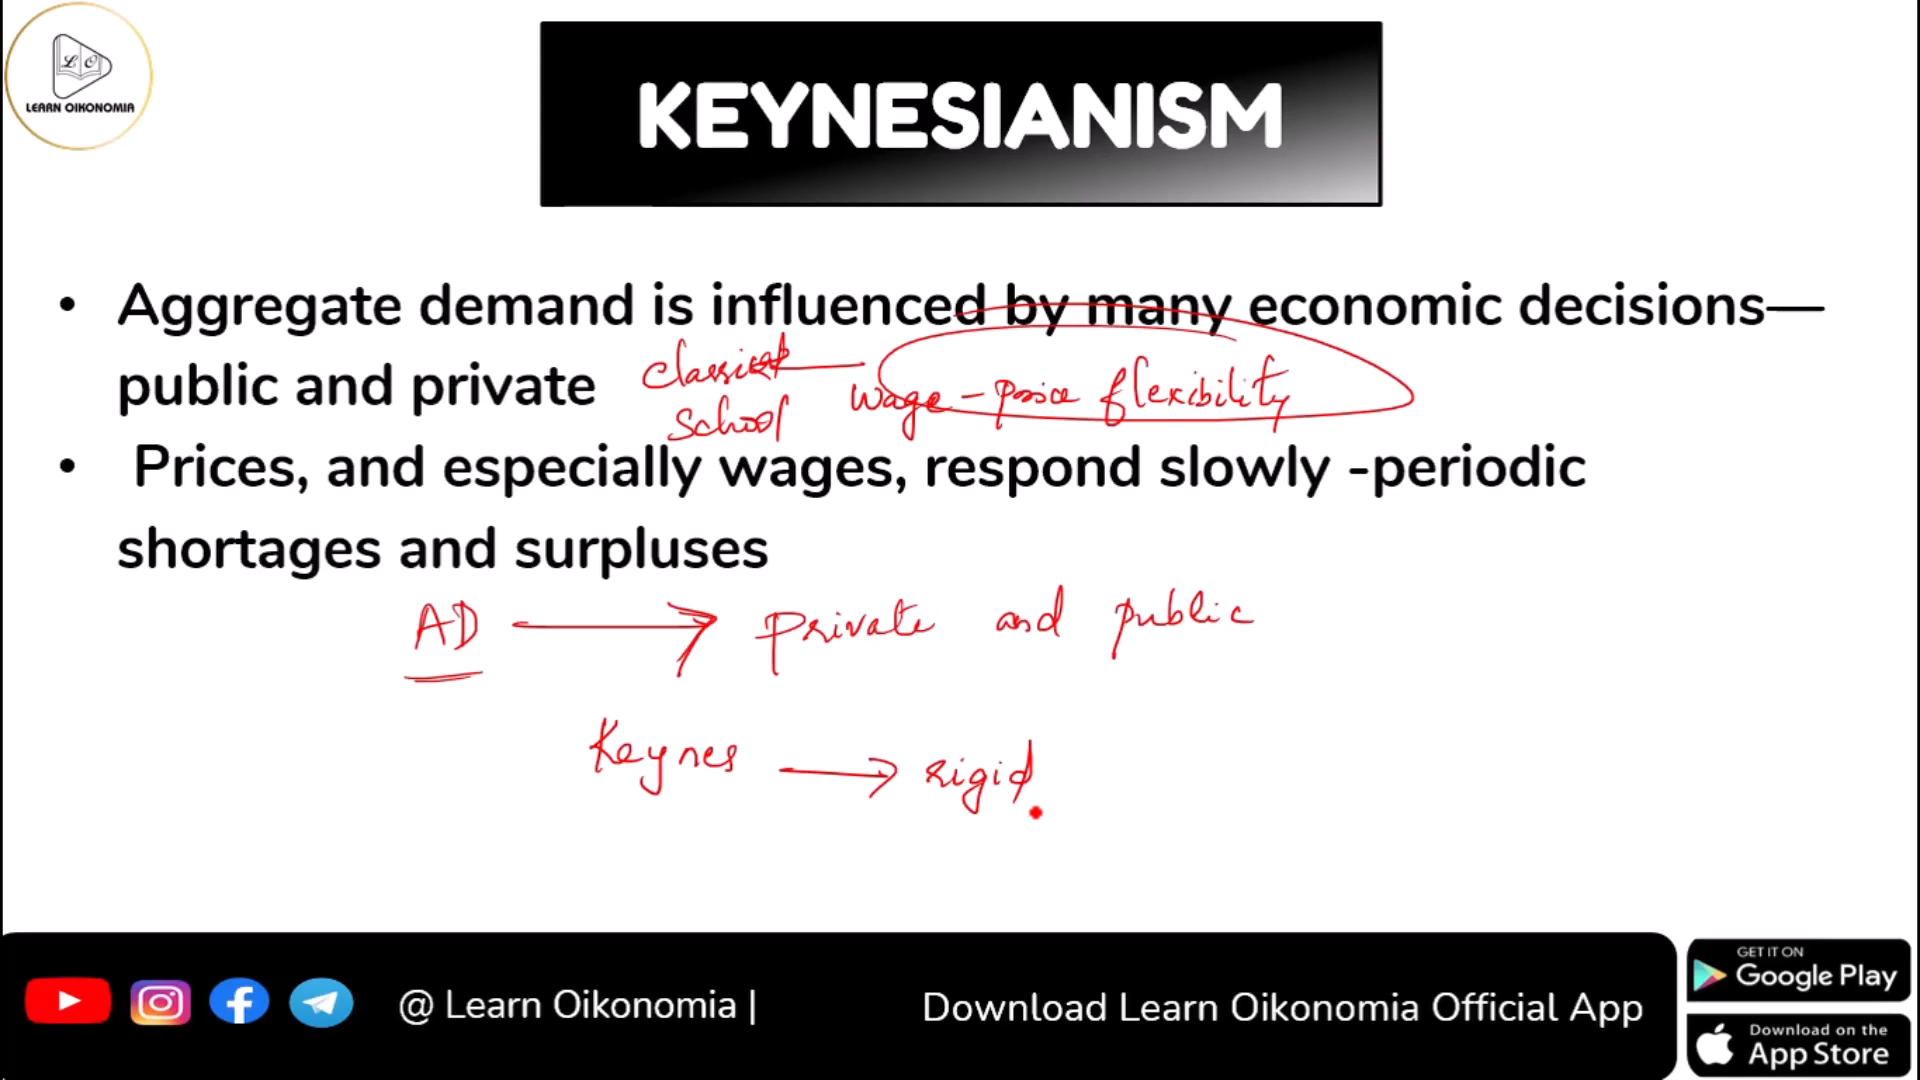 LO
LEARN OIKONOMIA
KEYNESIANISM
• Aggregate demand is influenced by many economic decisions—
public and private
classical
school
wage - price flexibility
• Prices, and especially wages, respond slowly -periodic
shortages and surpluses
AD → private and public
Keynes → rigid
@ Learn Oikonomia |
Download Learn Oikonomia Official App
GET IT ON
Google Play
Download on the
App Store